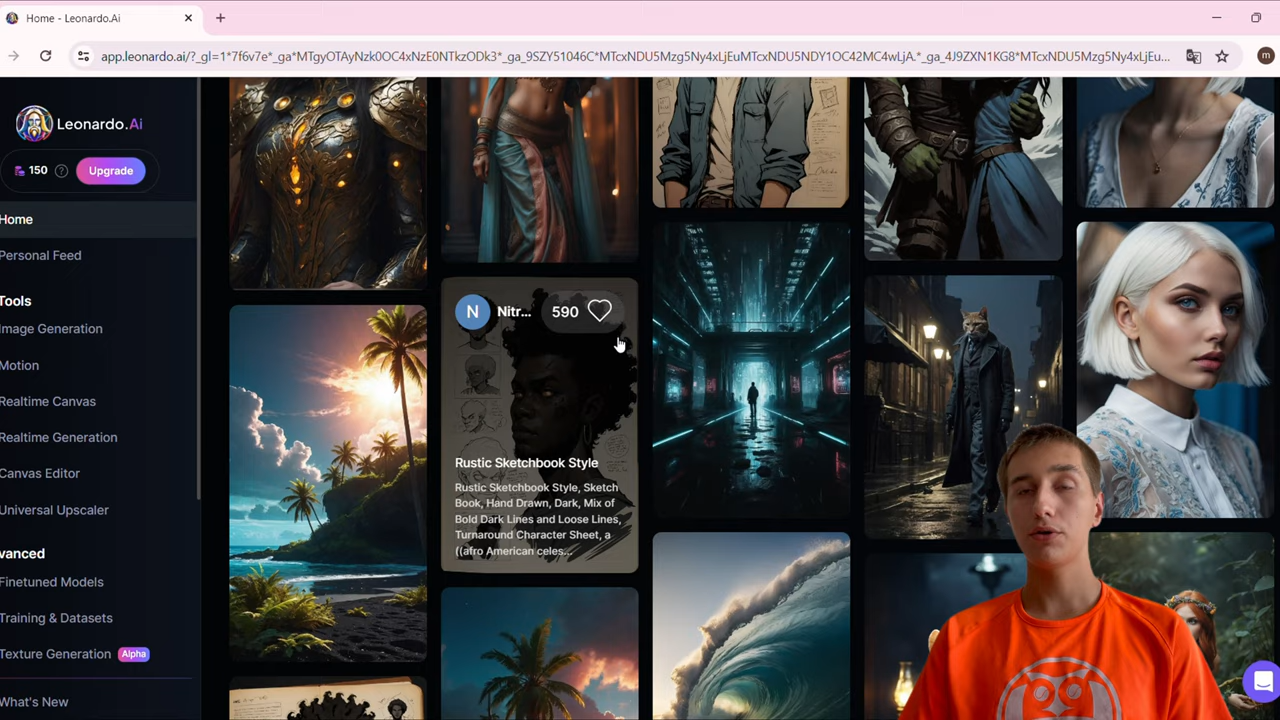 Home - Leonardo.Ai
app.leonardo.ai/?_gl=1*7f6v7e*_ga*MTgyOTAyNzk0OC4xNzE0NTkzODk3*_ga_9SZY51046C*MTcxNDU5Mzg5Ny4xLjEuMTcxNDU5NDY1OC42MC4wLjA.*_ga_4J9ZXN1KG8*MTcxNDU5Mzg5Ny4xLjEu...
m
Leonardo.Ai
150 ? Upgrade
Home
Personal Feed
Tools
Image Generation
Motion
Realtime Canvas
Realtime Generation
Canvas Editor
Universal Upscaler
vanced
Finetuned Models
Training & Datasets
Texture Generation Alpha
What's New
N Nitr... 590
Rustic Sketchbook Style
Rustic Sketchbook Style, Sketch
Book, Hand Drawn, Dark, Mix of
Bold Dark Lines and Loose Lines,
Turnaround Character Sheet, a
((afro American celes...